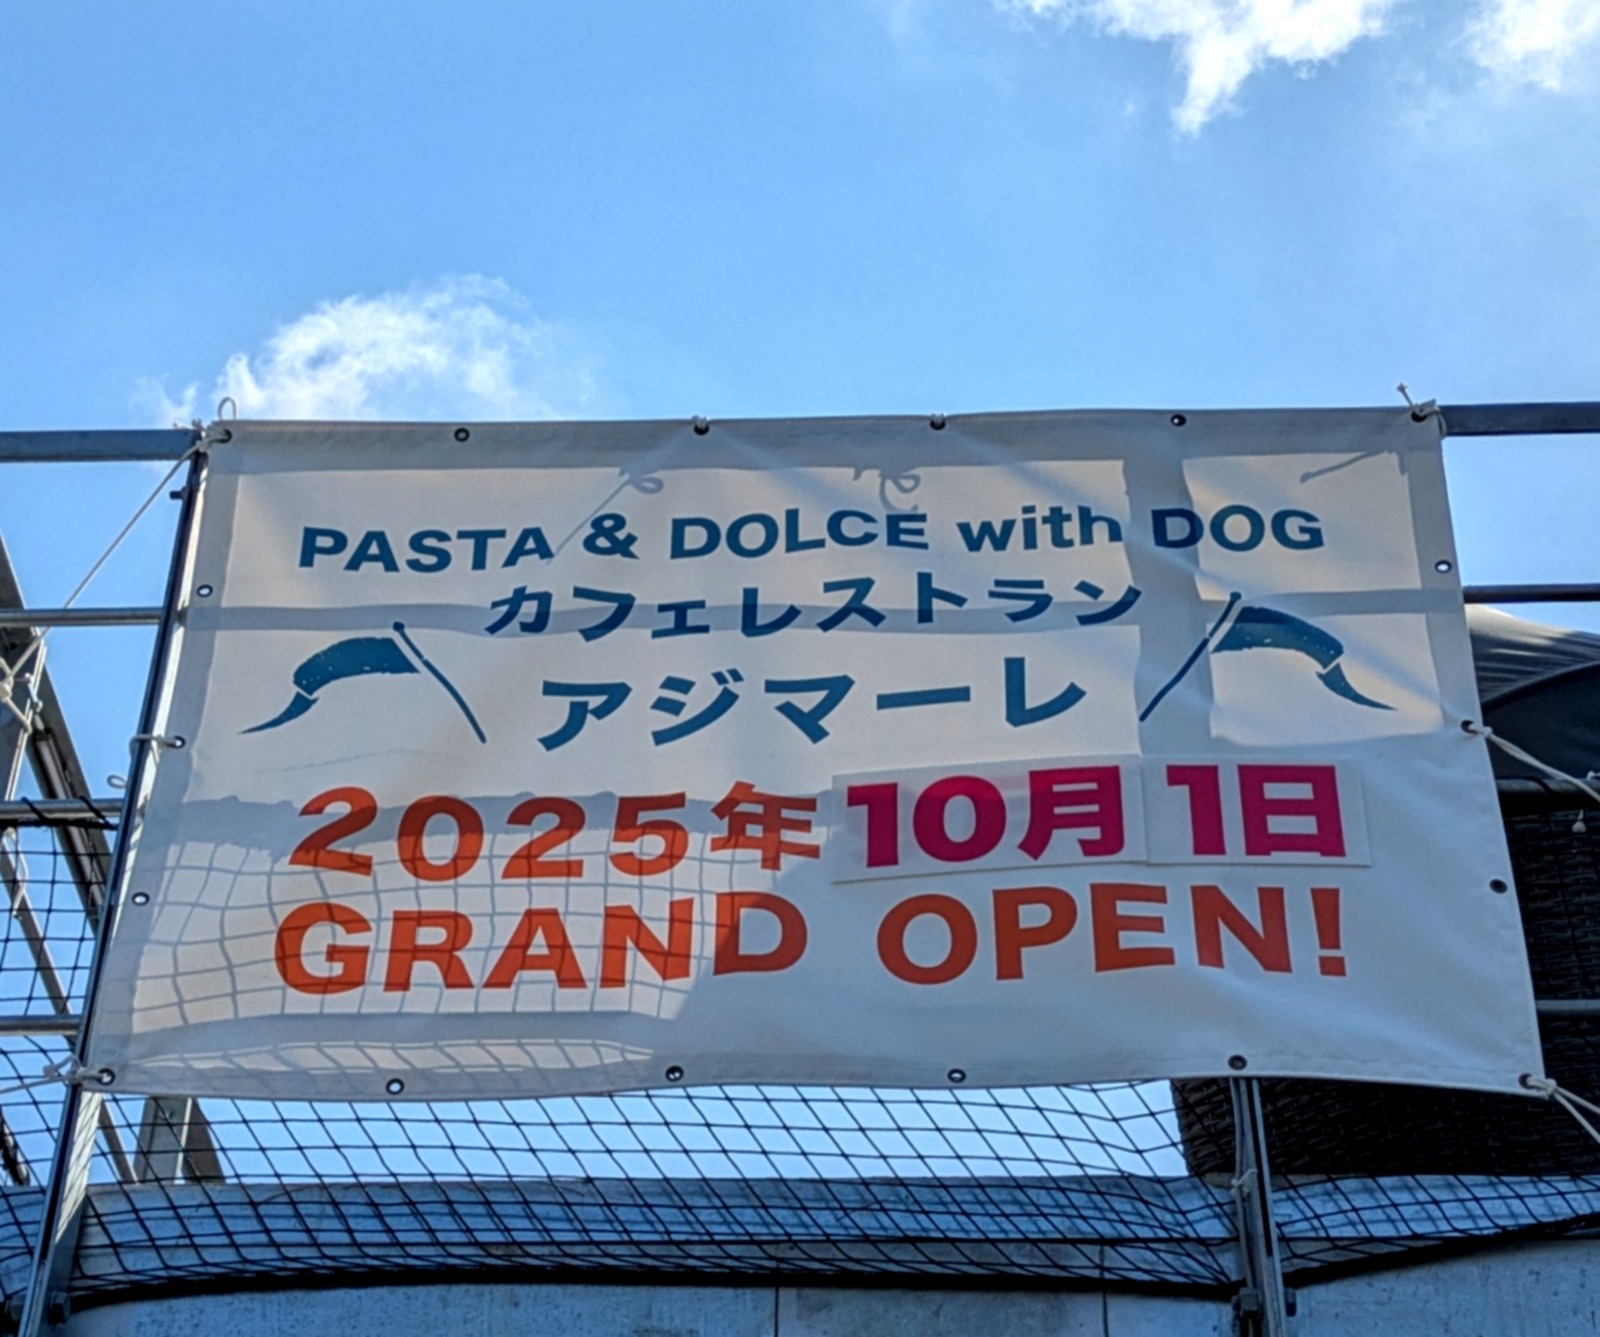 PASTA & DOLCE with DOG
カフェレストラン
アジマーレ
2025年10月1日
GRAND OPEN!